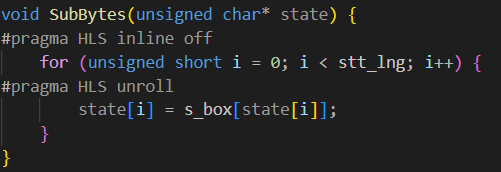 void SubBytes(unsigned char* state) {
#pragma HLS inline off
    for (unsigned short i = 0; i < stt_lng; i++) {
#pragma HLS unroll
        state[i] = s_box[state[i]];
    }
}